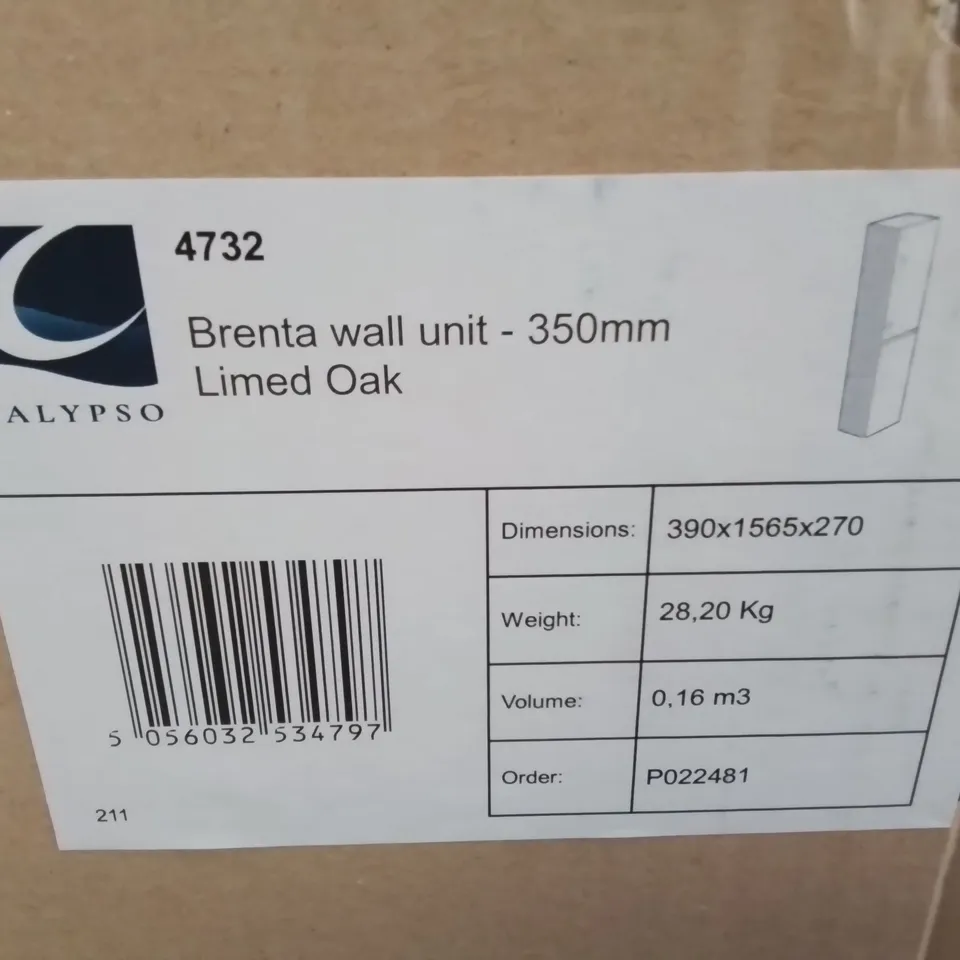 4732
Brenta wall unit - 350mm
Limed Oak
ALYPSO
Dimensions: 390x1565x270
Weight: 28,20 Kg
Volume: 0,16 m3
Order: P022481
5 056032 534797
211